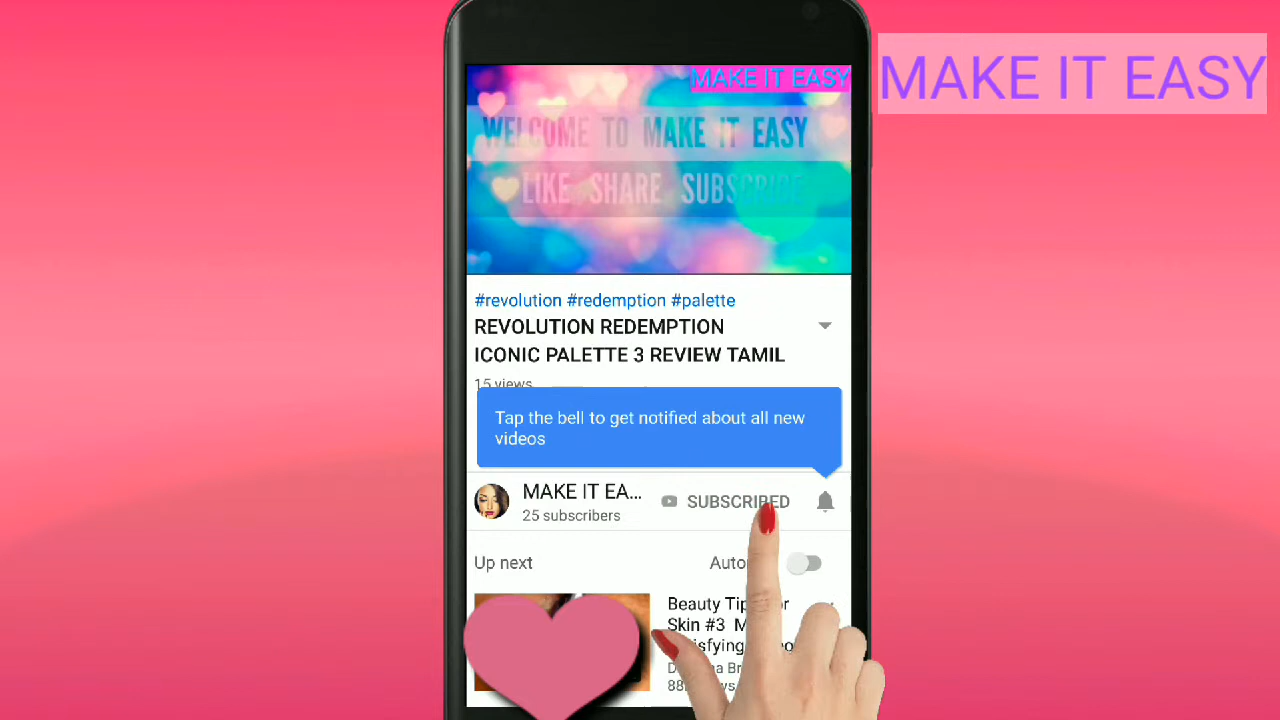 MAKE IT EASY
MAKE IT EASY
WELCOME TO MAKE IT EASY
LIKE SHARE SUBSCRIBE
#revolution #redemption #palette
REVOLUTION REDEMPTION
ICONIC PALETTE 3 REVIEW TAMIL
15 views
Tap the bell to get notified about all new
videos
MAKE IT EA...
SUBSCRIBED
25 subscribers
Up next
Beauty
Skin #3